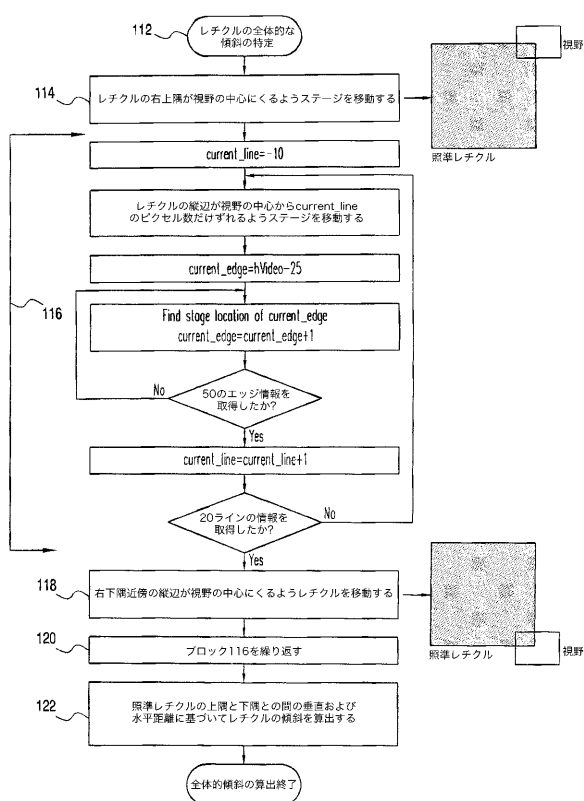 112
レチクルの全体的な
傾斜の特定
視野
114
レチクルの右上隅が視野の中心にくるようステージを移動する
照準レチクル
current_line=-10
レチクルの縦辺が視野の中心からcurrent_line
のピクセル数だけずれるようステージを移動する
current_edge=hVideo-25
116
Find stage location of current_edge
current_edge=current_edge+1
No
50のエッジ情報を
取得したか?
Yes
current_line=current_line+1
No
20ラインの情報を
取得したか?
Yes
118
右下隅近傍の縦辺が視野の中心にくるようレチクルを移動する
照準レチクル
視野
120
ブロック116を繰り返す
122
照準レチクルの上隅と下隅との間の垂直および
水平距離に基づいてレチクルの傾斜を算出する
全体的傾斜の算出終了